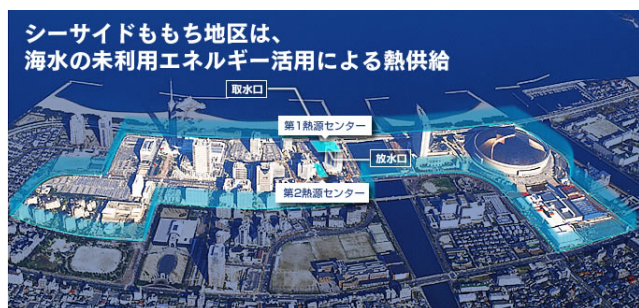 シーサイドももち地区は、
海水の未利用エネルギー活用による熱供給
取水口
第1熱源センター
放水口
第2熱源センター